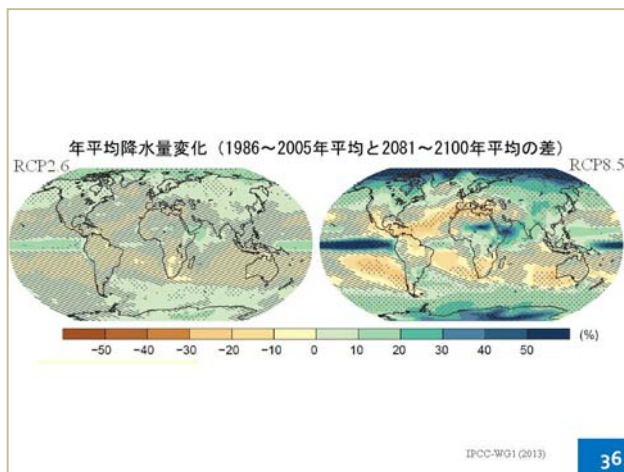 年平均降水量変化 (1986～2005年平均と2081～2100年平均の差)
RCP2.6
RCP8.5
−50 −40 −30 −20 −10 0 10 20 30 40 50 (%)
IPCC-WG1 (2013)
36